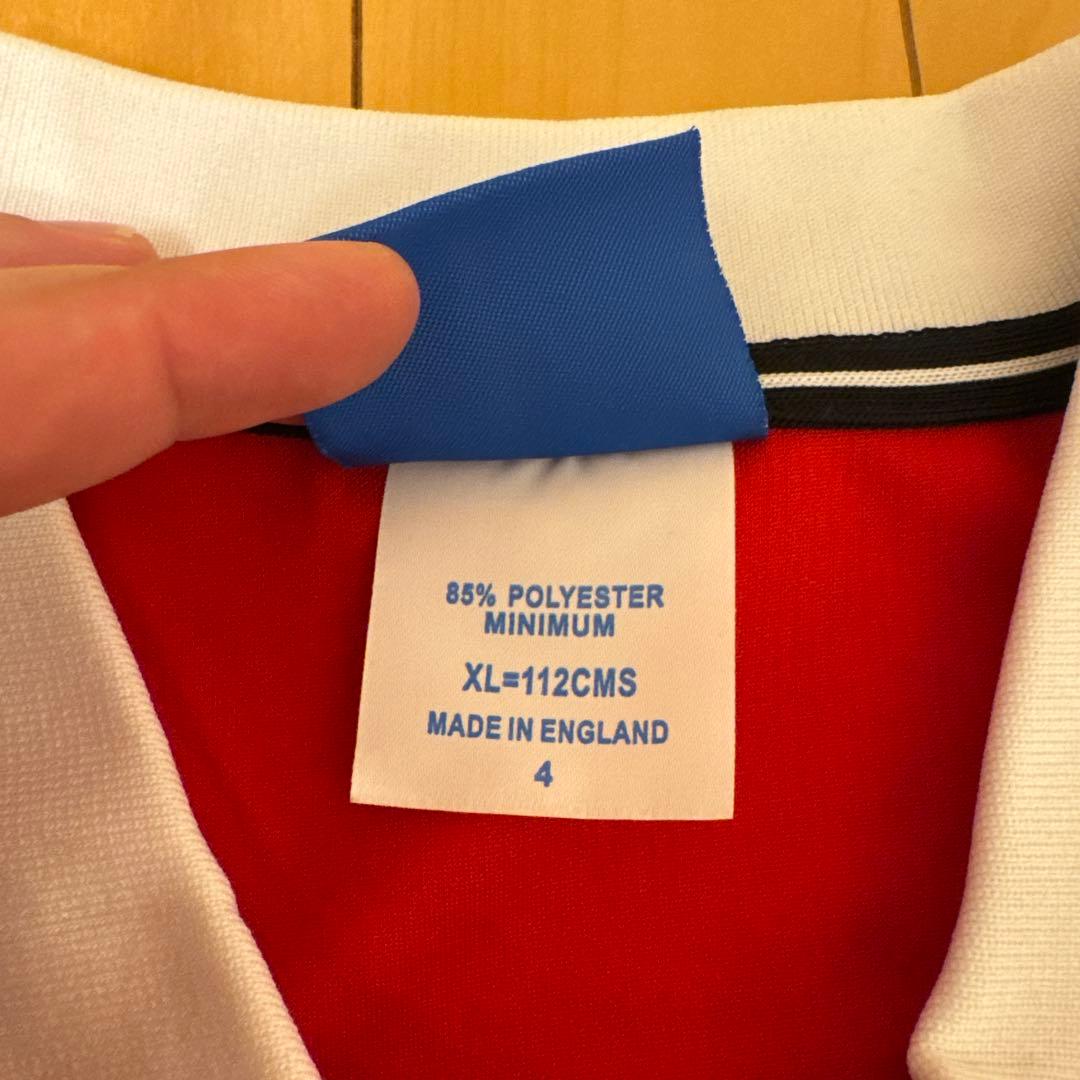 85% POLYESTER
MINIMUM
XL=112CMS
MADE IN ENGLAND
4